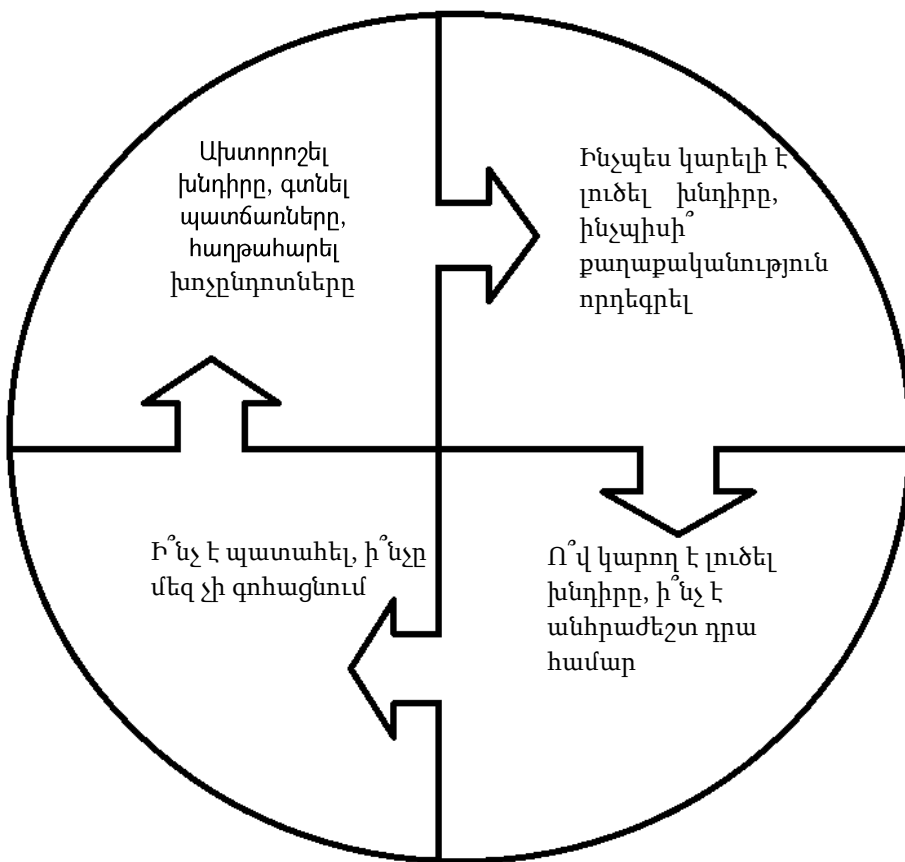 Ախտորոշել
խնդիրը, գտնել
պատճառները,
հաղթահարել
խոչընդոտները
Ինչպես կարելի է
լուծել խնդիրը,
ինչպիսի՞
քաղաքականություն
որդեգրել
Ի՞նչ է պատահել, ի՞նչը
մեզ չի գոհացնում
Ո՞վ կարող է լուծել
խնդիրը, ի՞նչ է
անհրաժեշտ դրա
համար